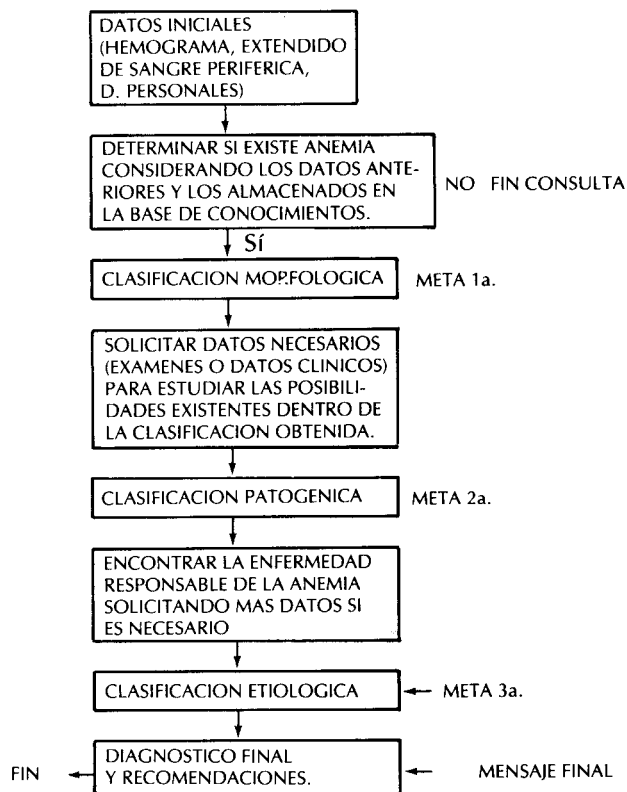 DATOS INICIALES
(HEMOGRAMA, EXTENDIDO
DE SANGRE PERIFERICA,
D. PERSONALES)
DETERMINAR SI EXISTE ANEMIA
CONSIDERANDO LOS DATOS ANTE-
RIORES Y LOS ALMACENADOS EN
LA BASE DE CONOCIMIENTOS.
NO FIN CONSULTA
Sí
CLASIFICACION MORFOLOGICA
META 1a.
SOLICITAR DATOS NECESARIOS
(EXAMENES O DATOS CLINICOS)
PARA ESTUDIAR LAS POSIBILI-
DADES EXISTENTES DENTRO DE
LA CLASIFICACION OBTENIDA.
CLASIFICACION PATOGENICA
META 2a.
ENCONTRAR LA ENFERMEDAD
RESPONSABLE DE LA ANEMIA
SOLICITANDO MAS DATOS SI
ES NECESARIO
CLASIFICACION ETIOLOGICA
META 3a.
DIAGNOSTICO FINAL
Y RECOMENDACIONES.
FIN
MENSAJE FINAL